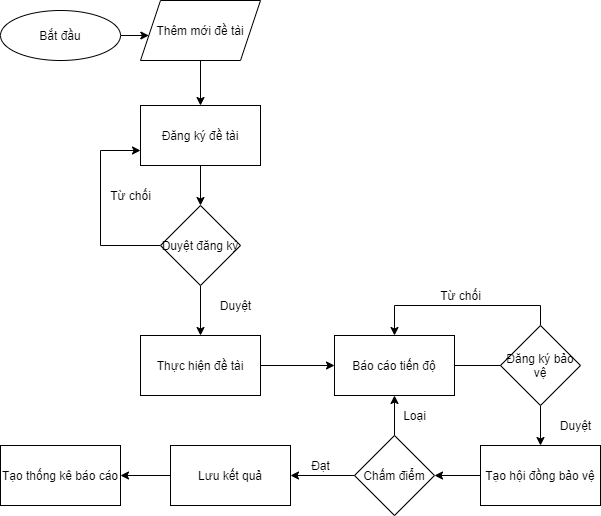 Bắt đầu
Thêm mới đề tài
Đăng ký đề tài
Từ chối
Duyệt đăng ký
Duyệt
Từ chối
Thực hiện đề tài
Báo cáo tiến độ
Đăng ký bảo
vệ
Loại
Duyệt
Tạo thống kê báo cáo
Lưu kết quả
Đạt
Chấm điểm
Tạo hội đồng bảo vệ